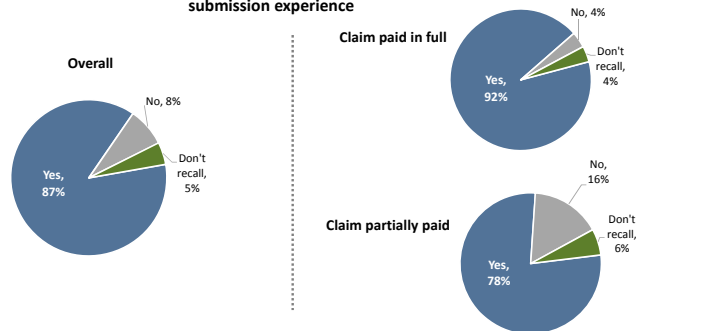 submission experience
Overall
No, 8%
Don't
recall,
5%
Yes,
87%
Claim paid in full
No, 4%
Don't
recall,
4%
Yes,
92%
Claim partially paid
No,
16%
Don't
recall,
6%
Yes,
78%